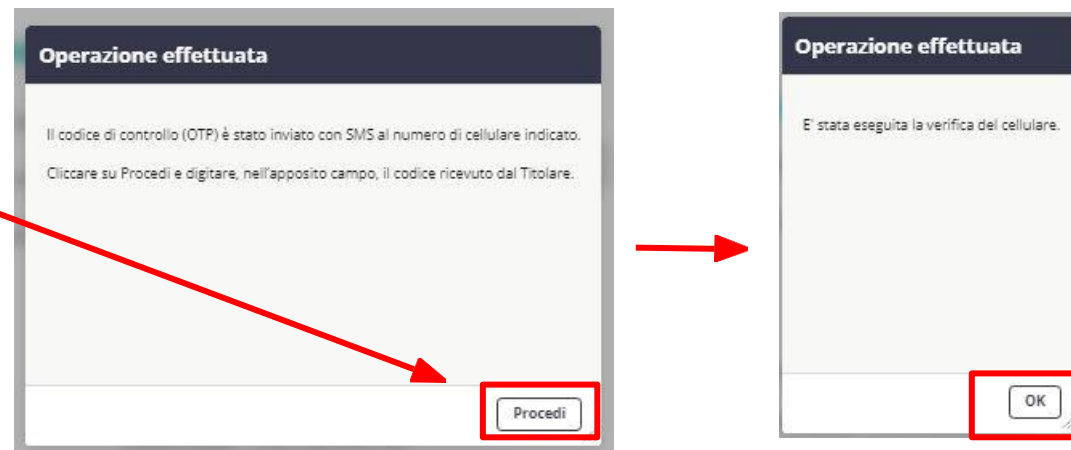 Operazione effettuata
Il codice di controllo (OTP) è stato inviato con SMS al numero di cellulare indicato.
Cliccare su Procedi e digitare, nell'apposito campo, il codice ricevuto dal Titolare.
Procedi
Operazione effettuata
E' stata eseguita la verifica del cellulare.
OK